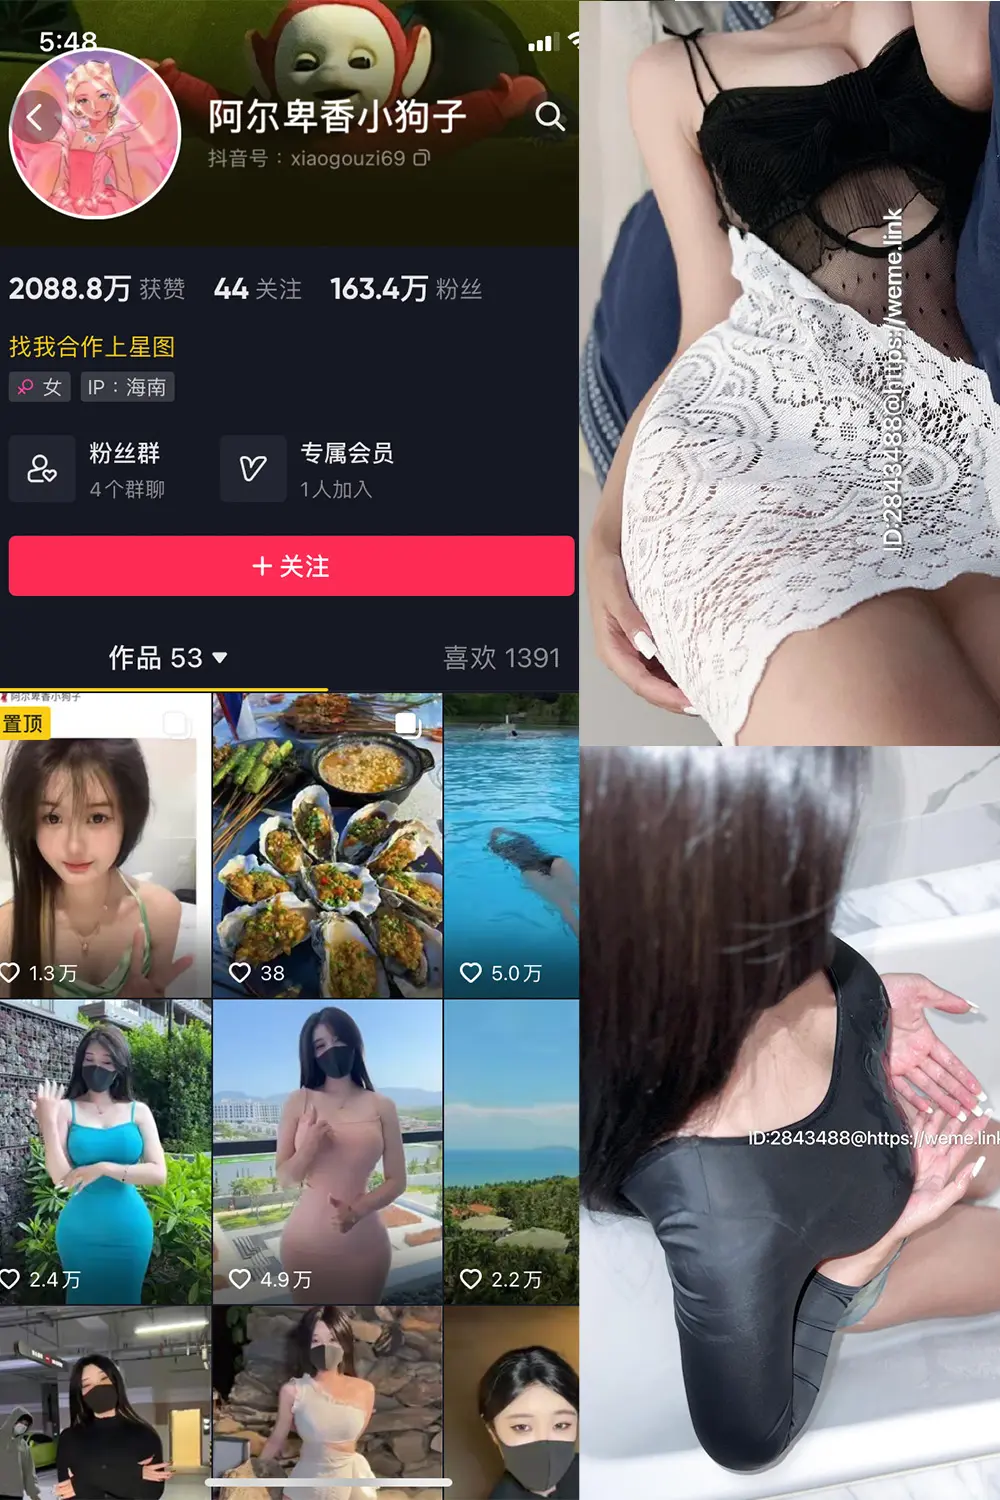 5:48
阿尔卑香小狗子
抖音号：xiaogouzi69
2088.8万 获赞 44 关注 163.4万 粉丝
找我合作上星图
女 IP：海南
粉丝群
4个群聊
专属会员
1人加入
+ 关注
作品 53
喜欢 1391
阿尔卑香小狗子
置顶
1.3万
38
5.0万
2.4万
4.9万
2.2万
ID:2843488@https://weme.link
ID:2843488@https://weme.link